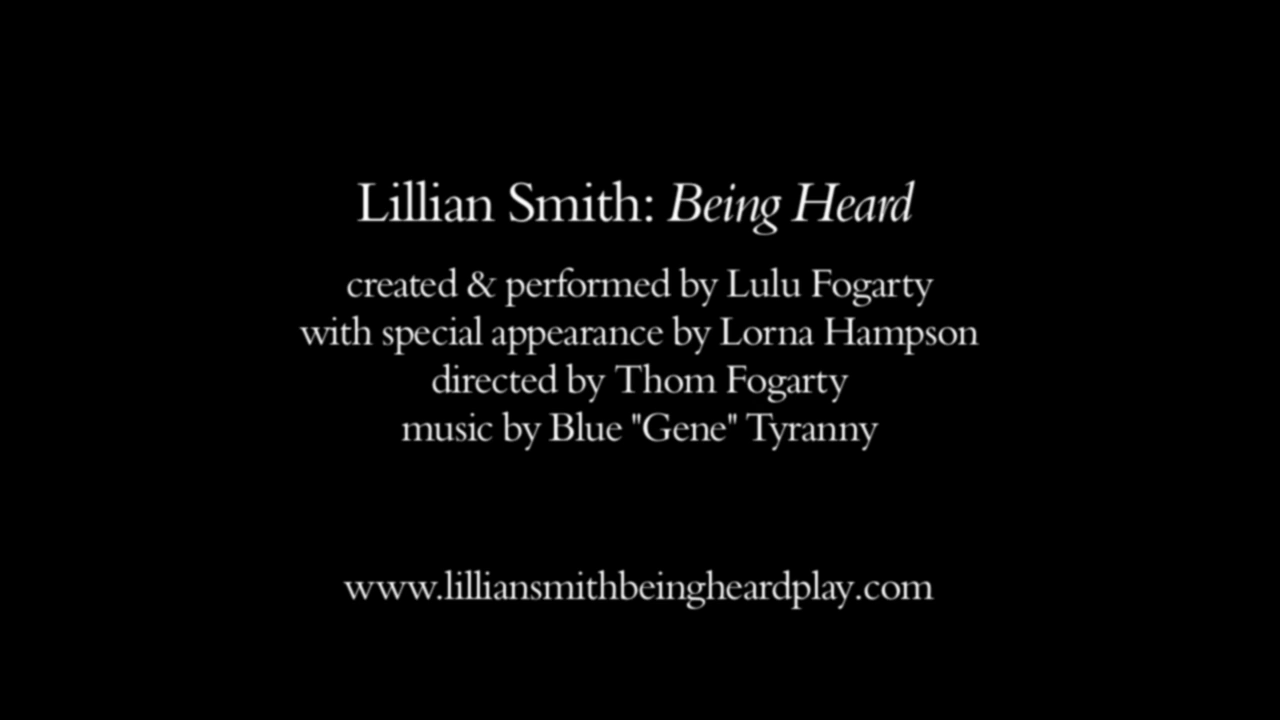 Lillian Smith: Being Heard
created & performed by Lulu Fogarty
with special appearance by Lorna Hampson
directed by Thom Fogarty
music by Blue "Gene" Tyranny
www.lilliansmithbeingheardplay.com